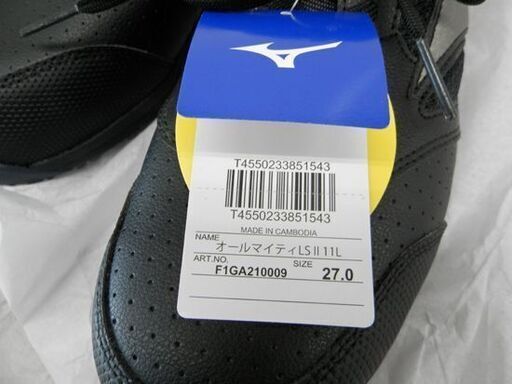 T4550233851543
T4550233851543
MADE IN CAMBODIA
NAME オールマイティLSⅡ11L
ART.NO. F1GA210009 SIZE 27.0